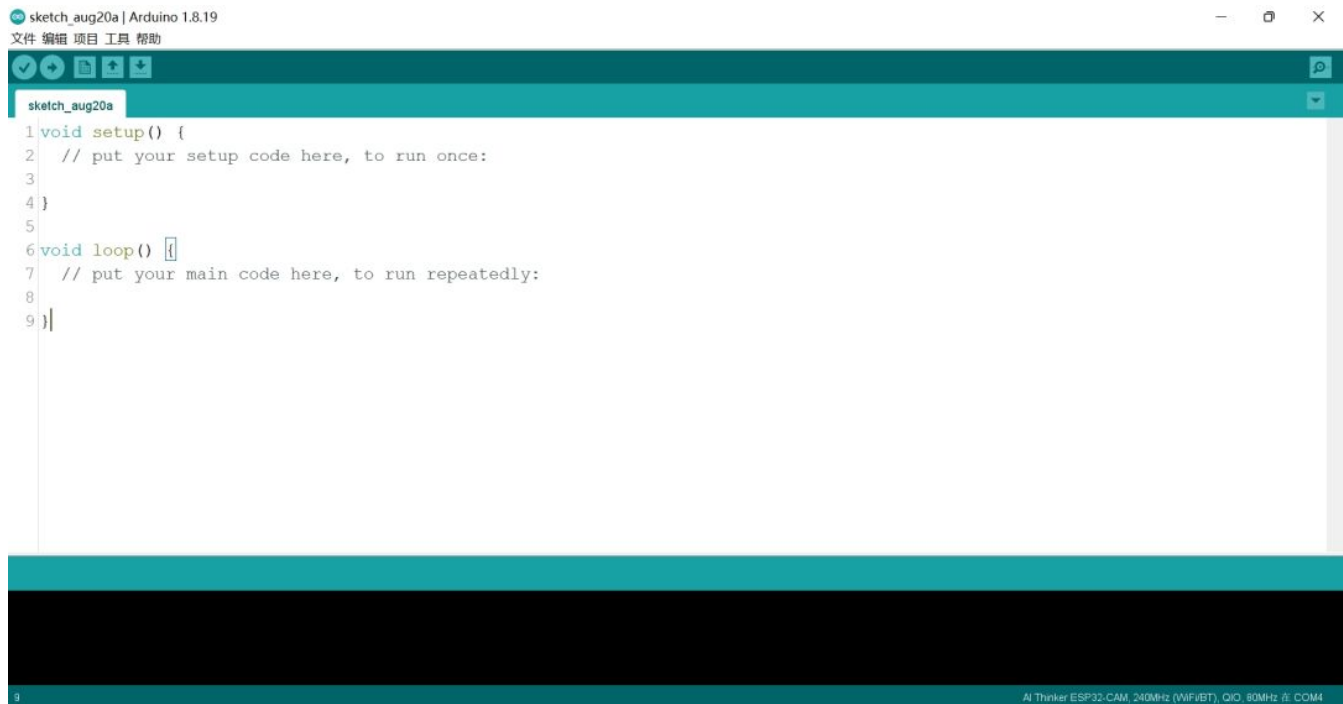 sketch_aug20a | Arduino 1.8.19
文件 编辑 项目 工具 帮助
sketch_aug20a
1 void setup() {
2 // put your setup code here, to run once:
3
4 }
5
6 void loop() {
7 // put your main code here, to run repeatedly:
8
9 }
9
AI Thinker ESP32-CAM, 240MHz (WiFi/BT), QIO, 80MHz 在 COM4